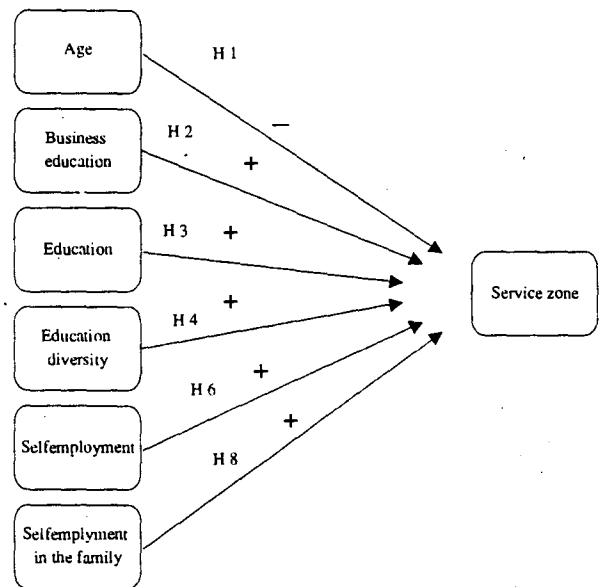 Age
H 1
−
Business
education
H 2
+
Education
H 3
+
Education
diversity
H 4
+
Selfemployment
H 6
+
Selfemplyment
in the family
H 8
+
Service zone